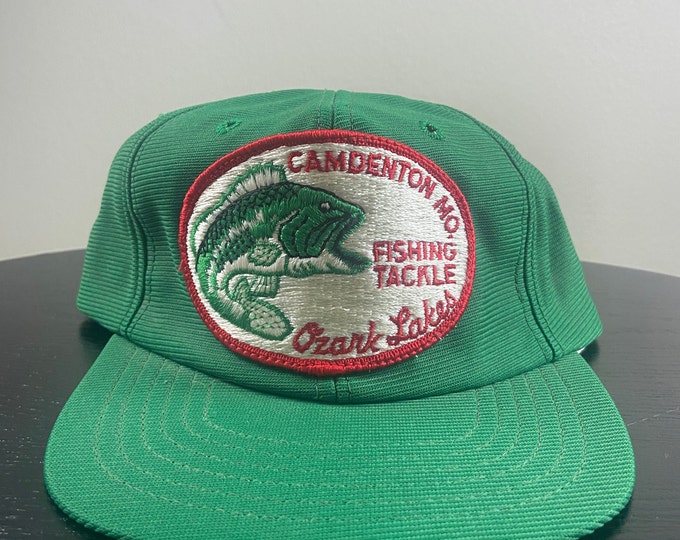 CAMDENTON MO.
FISHING
TACKLE
Ozark Lakes